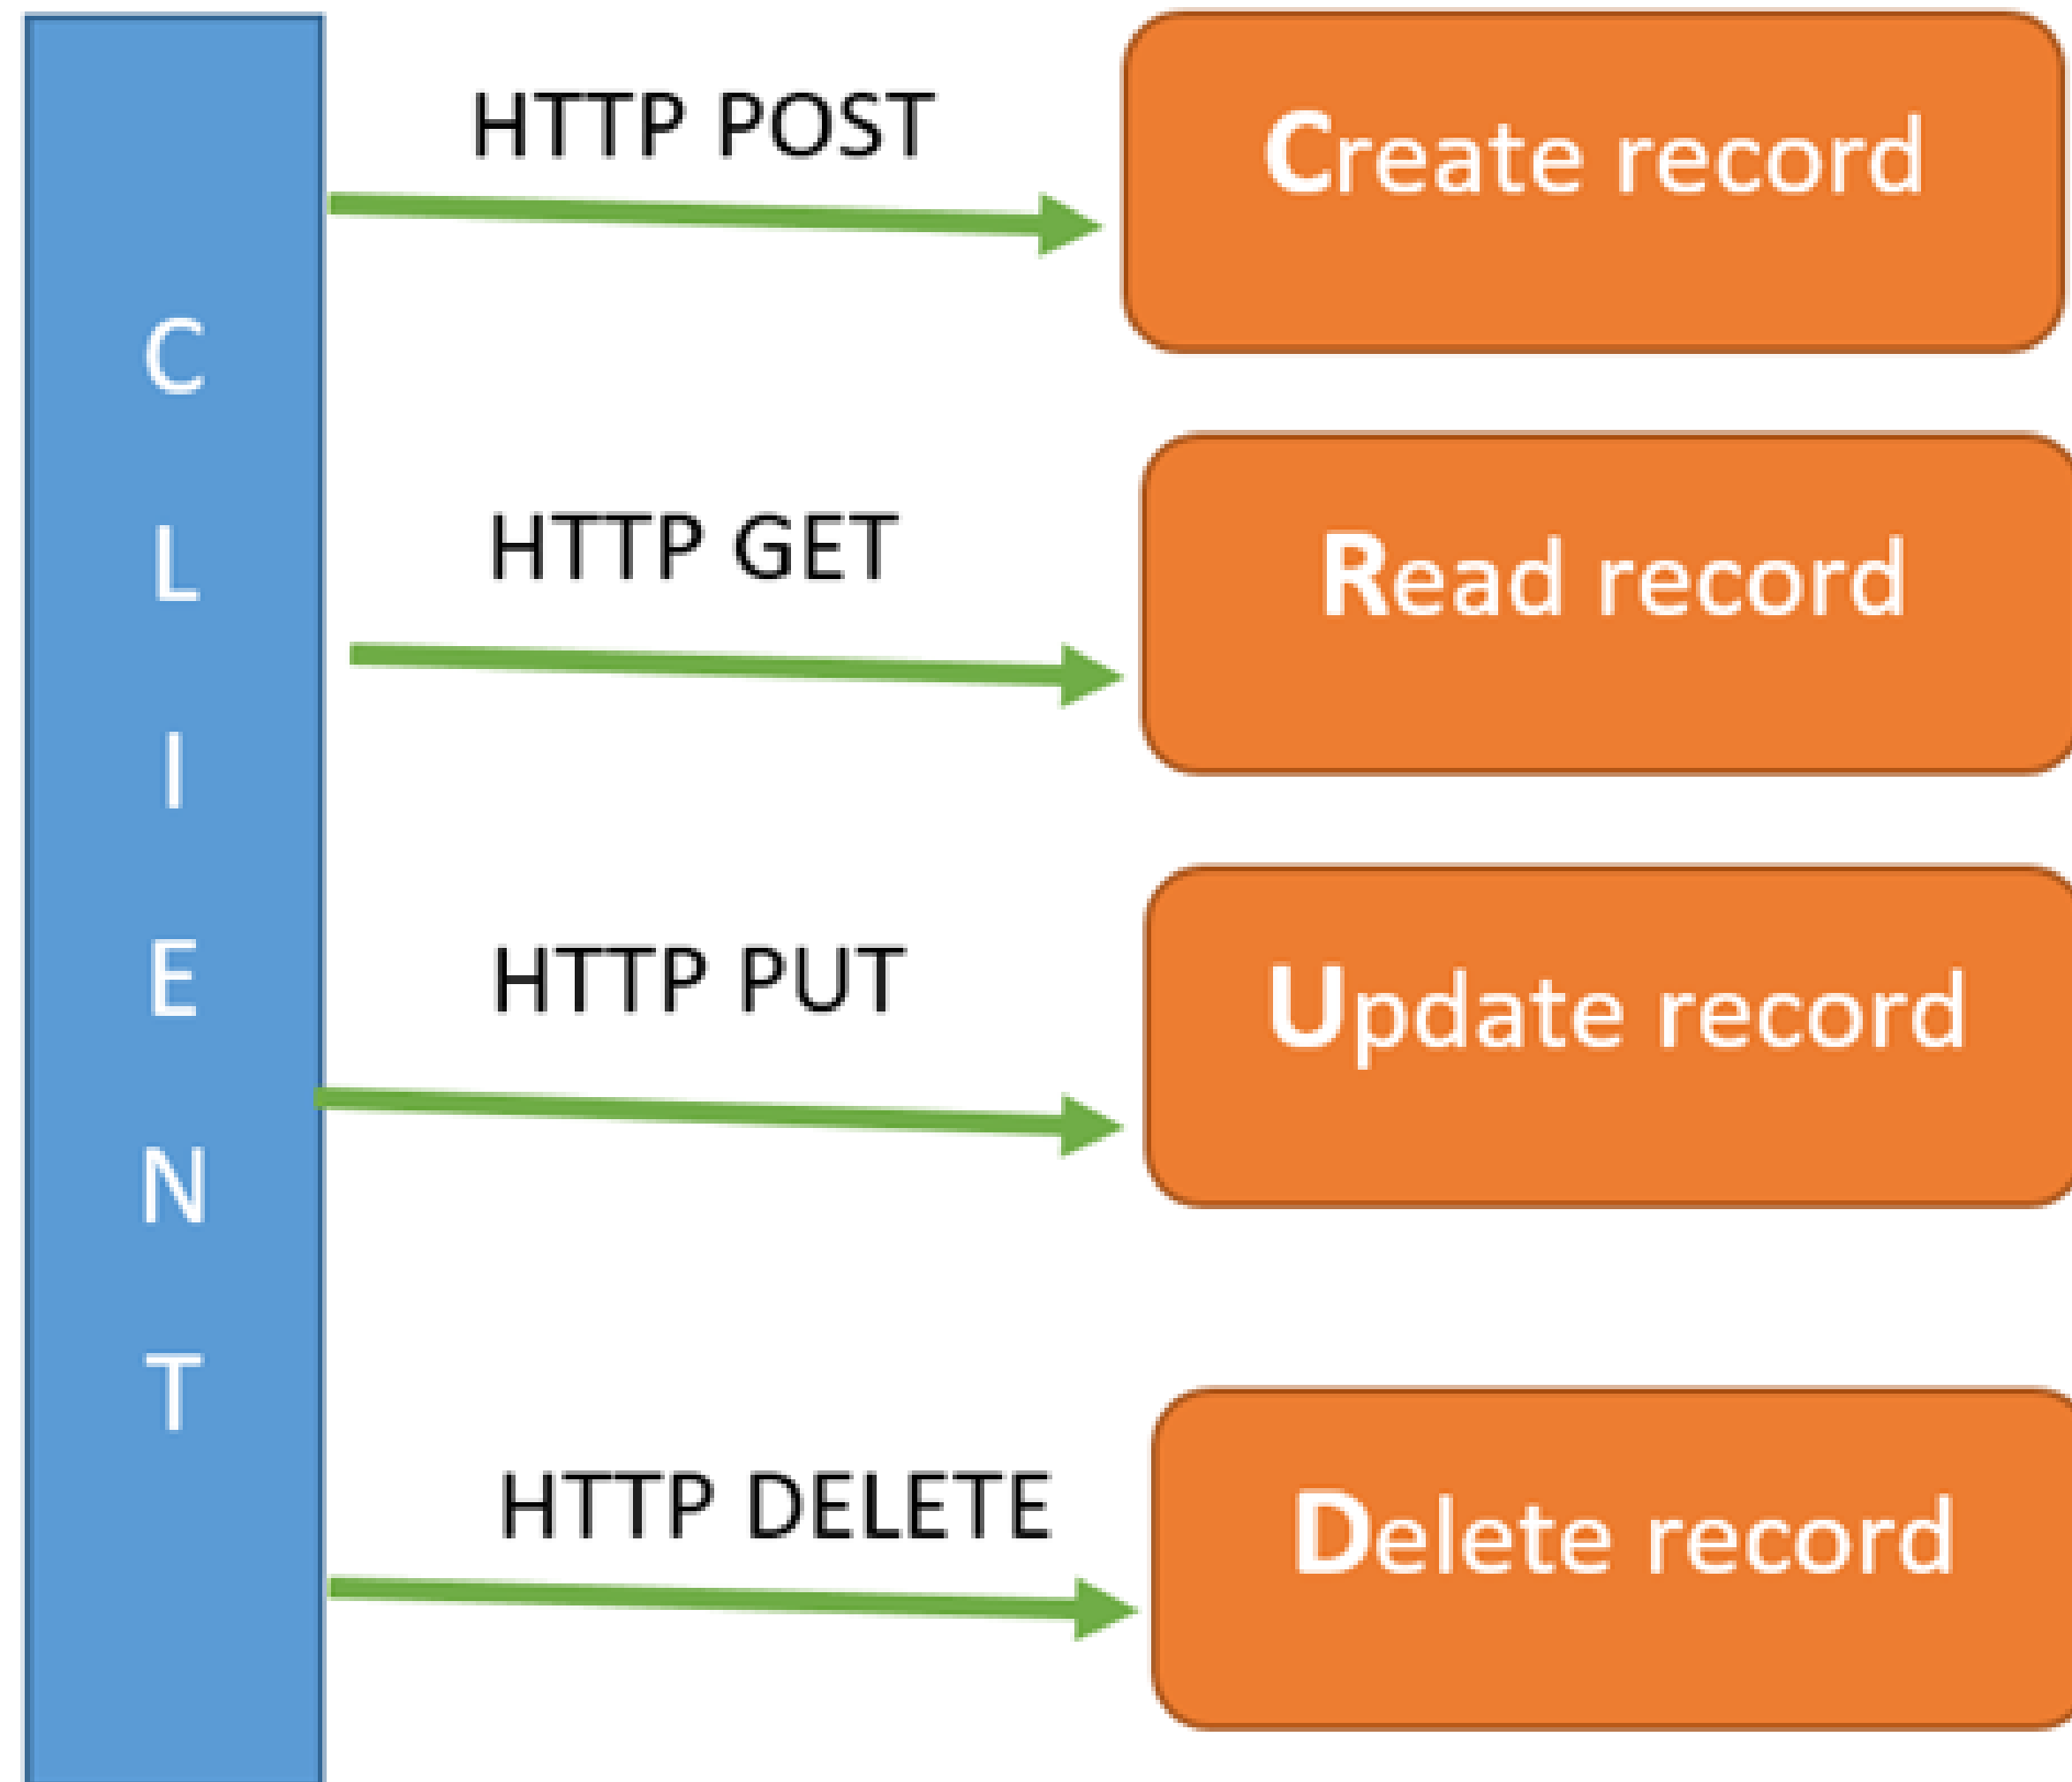 C
L
I
E
N
T
HTTP POST
Create record
HTTP GET
Read record
HTTP PUT
Update record
HTTP DELETE
Delete record